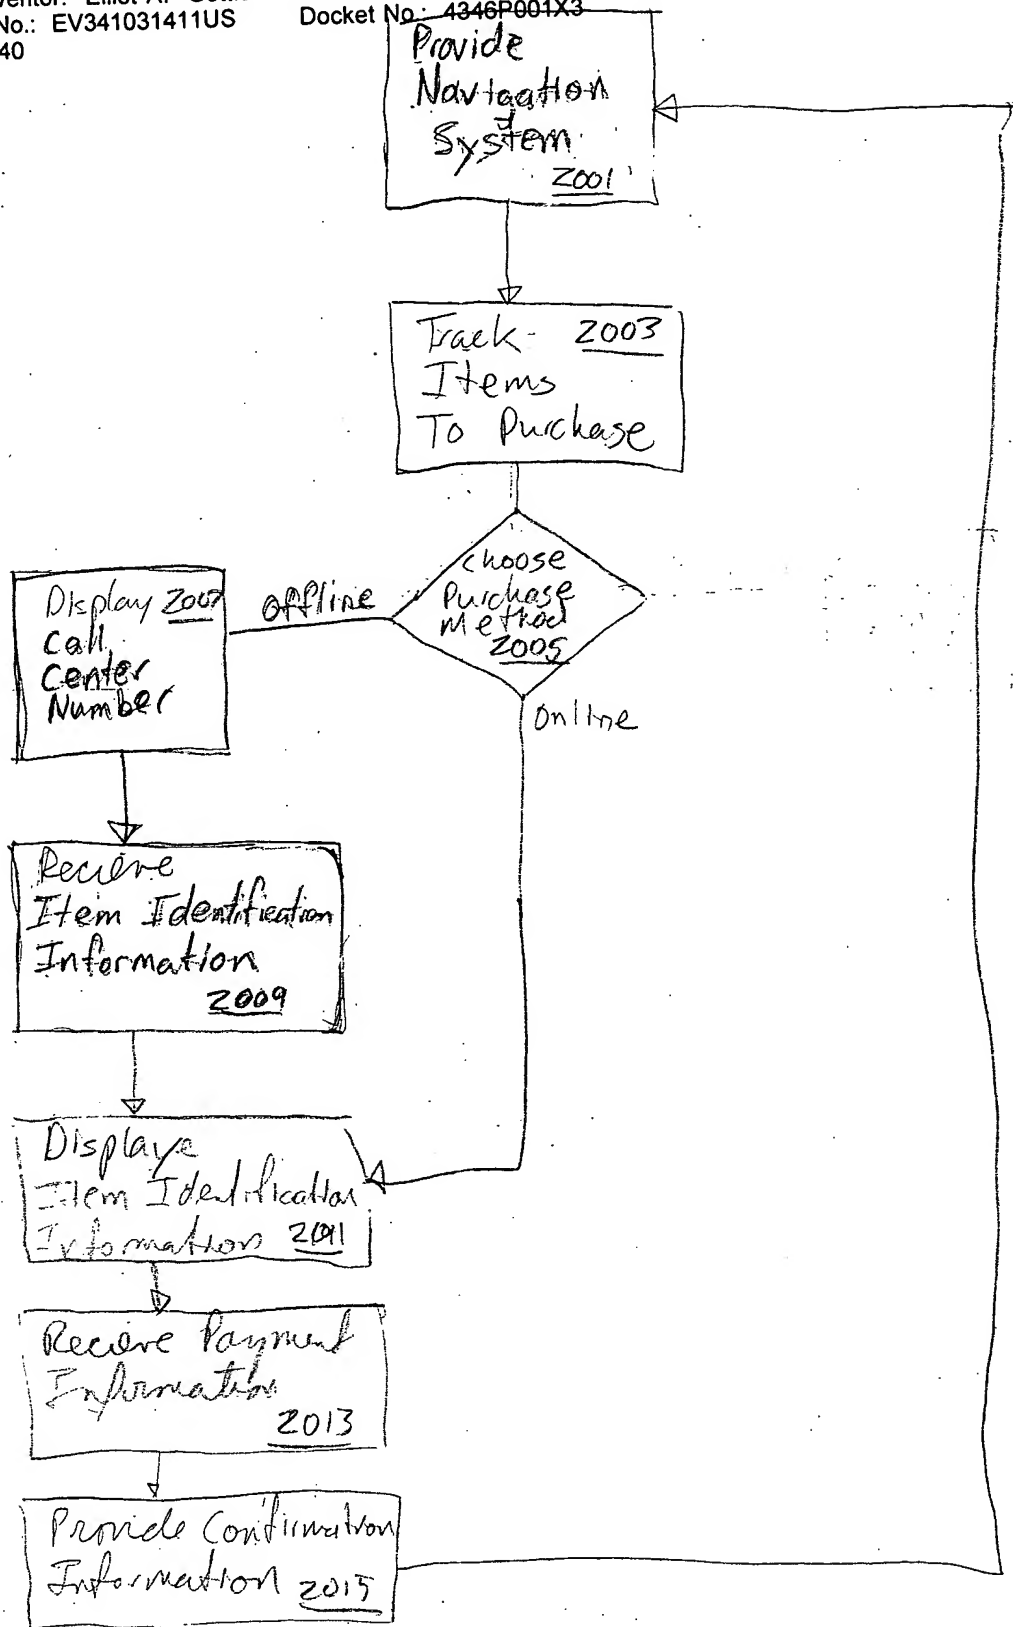 No.: EV341031411US Docket No.: 4346P001X3
40
Provide
Navigation
System
2001
Track 2003
Items
To Purchase
Choose
Purchase
Method
2005
offline
Online
Display 2007
Call
Center
Number
Recieve
Item Identification
Information
2009
Displaye
Item Identification
Information 2011
Recieve Payment
Information
2013
Provide Confirmation
Information 2015